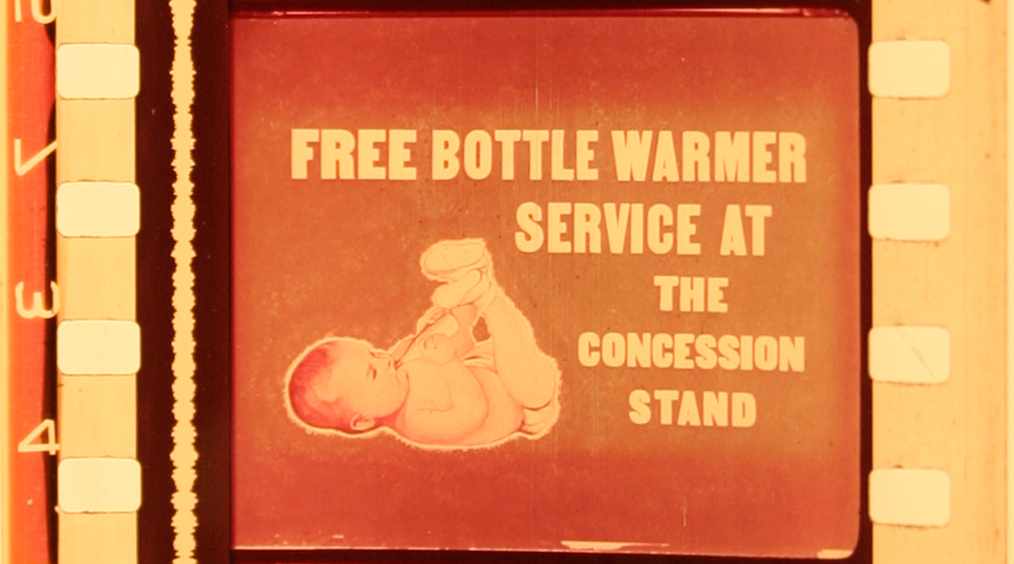 FREE BOTTLE WARMER
SERVICE AT
THE
CONCESSION
STAND
3
4